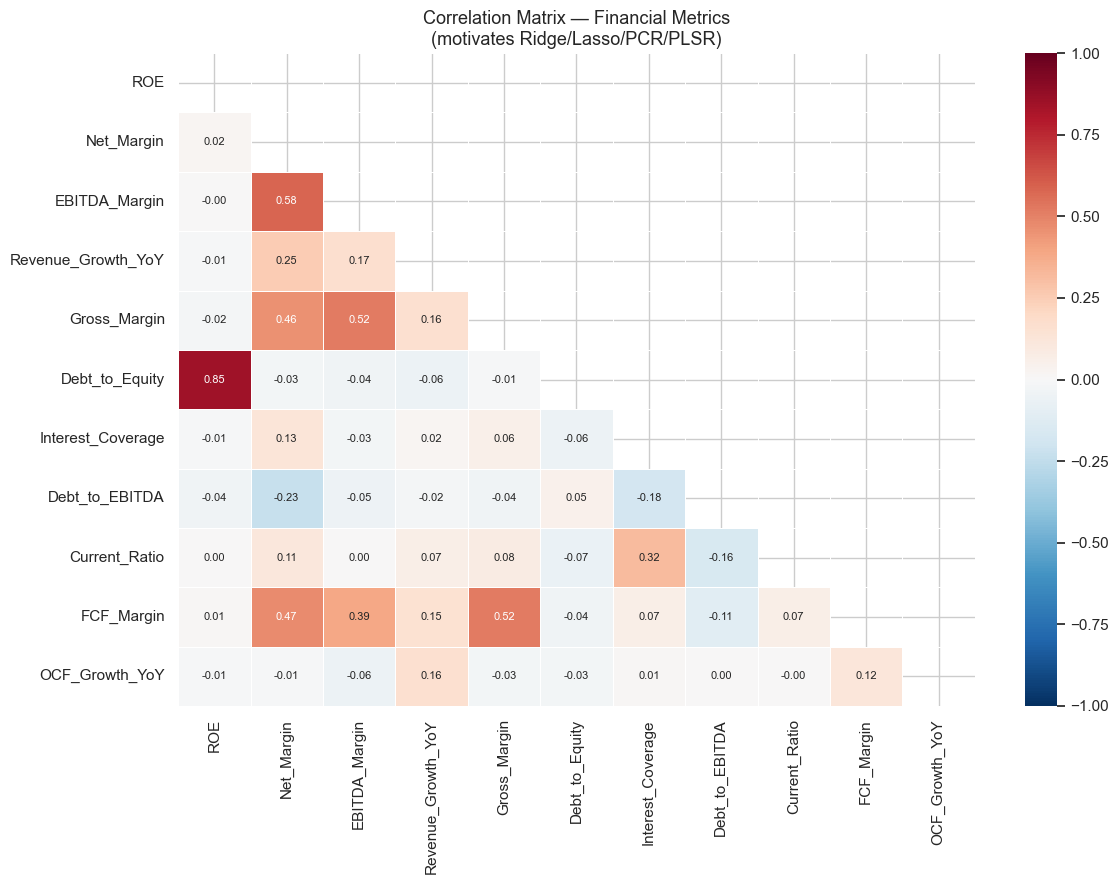 Correlation Matrix — Financial Metrics
(motivates Ridge/Lasso/PCR/PLSR)
ROE
Net_Margin 0.02
EBITDA_Margin -0.00 0.58
Revenue_Growth_YoY -0.01 0.25 0.17
Gross_Margin -0.02 0.46 0.52 0.16
Debt_to_Equity 0.85 -0.03 -0.04 -0.06 -0.01
Interest_Coverage -0.01 0.13 -0.03 0.02 0.06 -0.06
Debt_to_EBITDA -0.04 -0.23 -0.05 -0.02 -0.04 0.05 -0.18
Current_Ratio 0.00 0.11 0.00 0.07 0.08 -0.07 0.32 -0.16
FCF_Margin 0.01 0.47 0.39 0.15 0.52 -0.04 0.07 -0.11 0.07
OCF_Growth_YoY -0.01 -0.01 -0.06 0.16 -0.03 -0.03 0.01 0.00 -0.00 0.12
ROE
Net_Margin
EBITDA_Margin
Revenue_Growth_YoY
Gross_Margin
Debt_to_Equity
Interest_Coverage
Debt_to_EBITDA
Current_Ratio
FCF_Margin
OCF_Growth_YoY
1.00
0.75
0.50
0.25
0.00
−0.25
−0.50
−0.75
−1.00